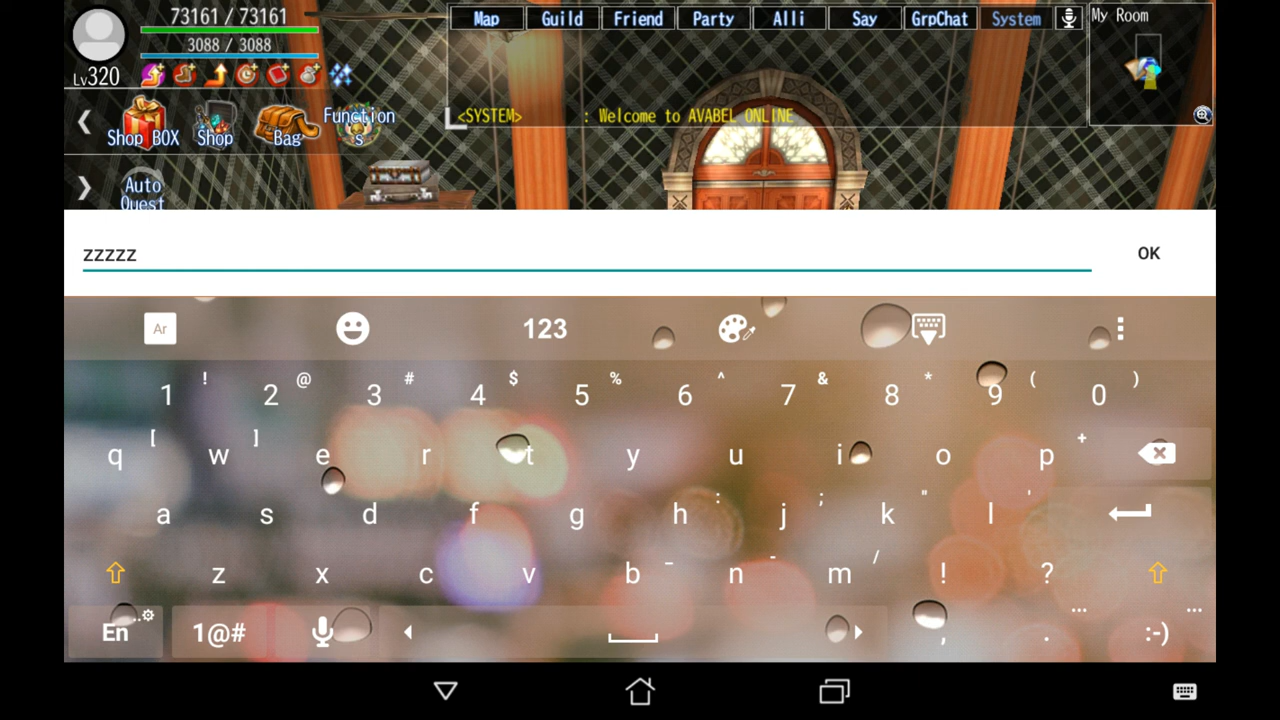 73161 / 73161
3088 / 3088
Lv320
Map Guild Friend Party Alli Say GrpChat System
My Room
Shop BOX Shop Bag Functions
<SYSTEM> : Welcome to AVABEL ONLINE
Auto Quest
zzzzz OK
Ar 123
! @ # $ % ^ & * ( )
1 2 3 4 5 6 7 8 9 0
[ ] +
q w e r t y u i o p
: ; " '
a s d f g h j k l
_ - /
z x c v b n m ! ?
... ...
En 1@# , . :-)